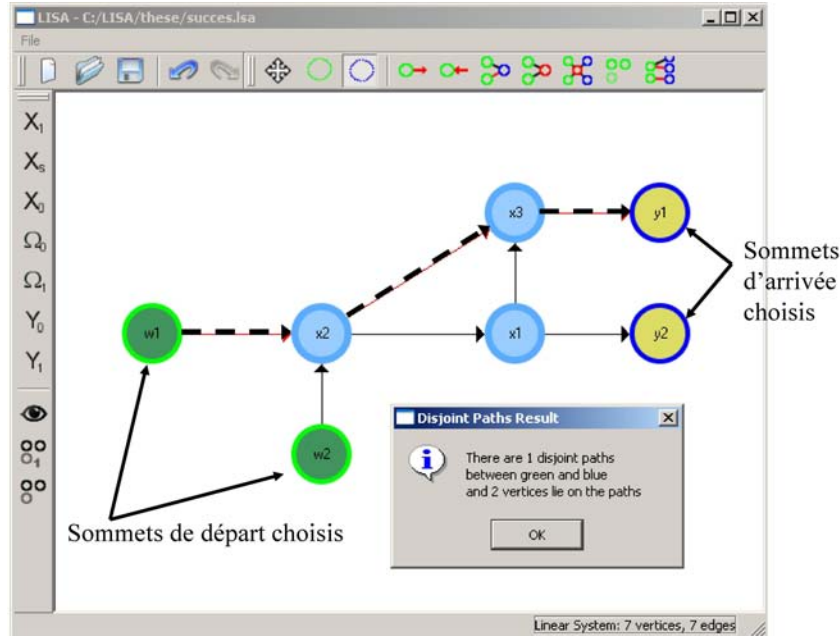 LISA - C:/LISA/these/succes.lsa
File
X1
Xs
X0
Ω0
Ω1
Y0
Y1
1
x3
y1
Sommets
d'arrivée
choisis
w1
x2
x1
y2
w2
Sommets de départ choisis
Disjoint Paths Result
There are 1 disjoint paths
between green and blue
and 2 vertices lie on the paths
OK
Linear System: 7 vertices, 7 edges